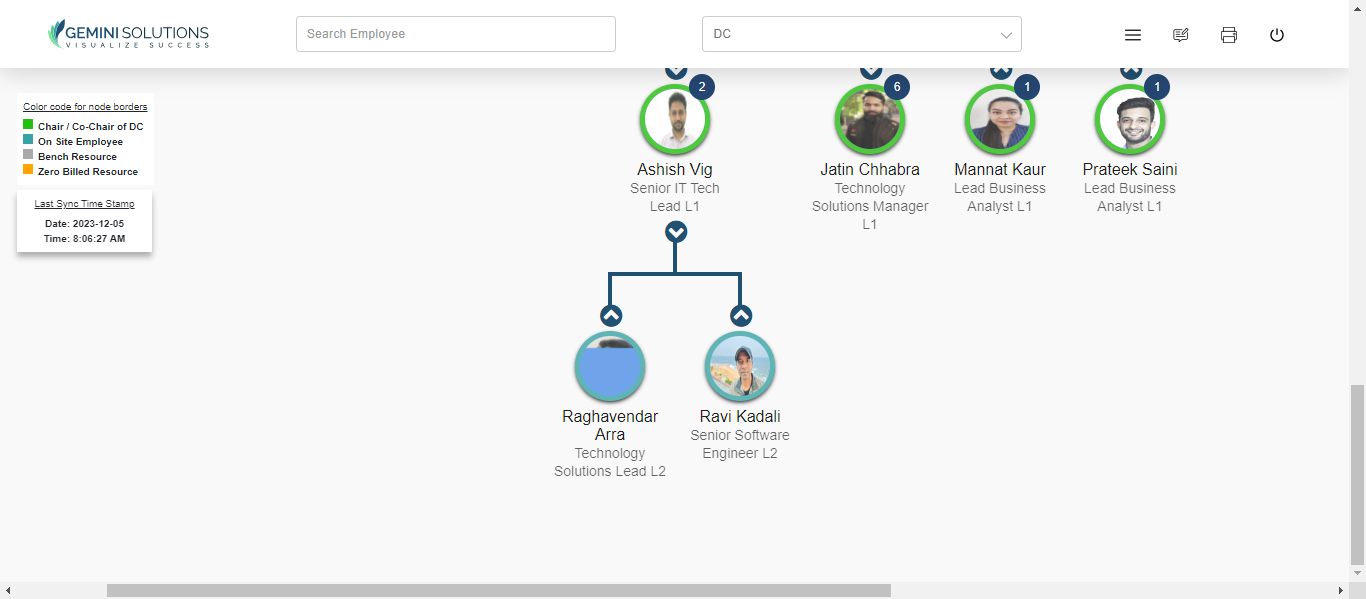 GEMINI SOLUTIONS
VISUALIZE SUCCESS
Search Employee
DC
Color code for node borders
Chair / Co-Chair of DC
On Site Employee
Bench Resource
Zero Billed Resource
Last Sync Time Stamp
Date: 2023-12-05
Time: 8:06:27 AM
2
Ashish Vig
Senior IT Tech
Lead L1
6
Jatin Chhabra
Technology
Solutions Manager
L1
1
Mannat Kaur
Lead Business
Analyst L1
1
Prateek Saini
Lead Business
Analyst L1
Raghavendar
Arra
Technology
Solutions Lead L2
Ravi Kadali
Senior Software
Engineer L2